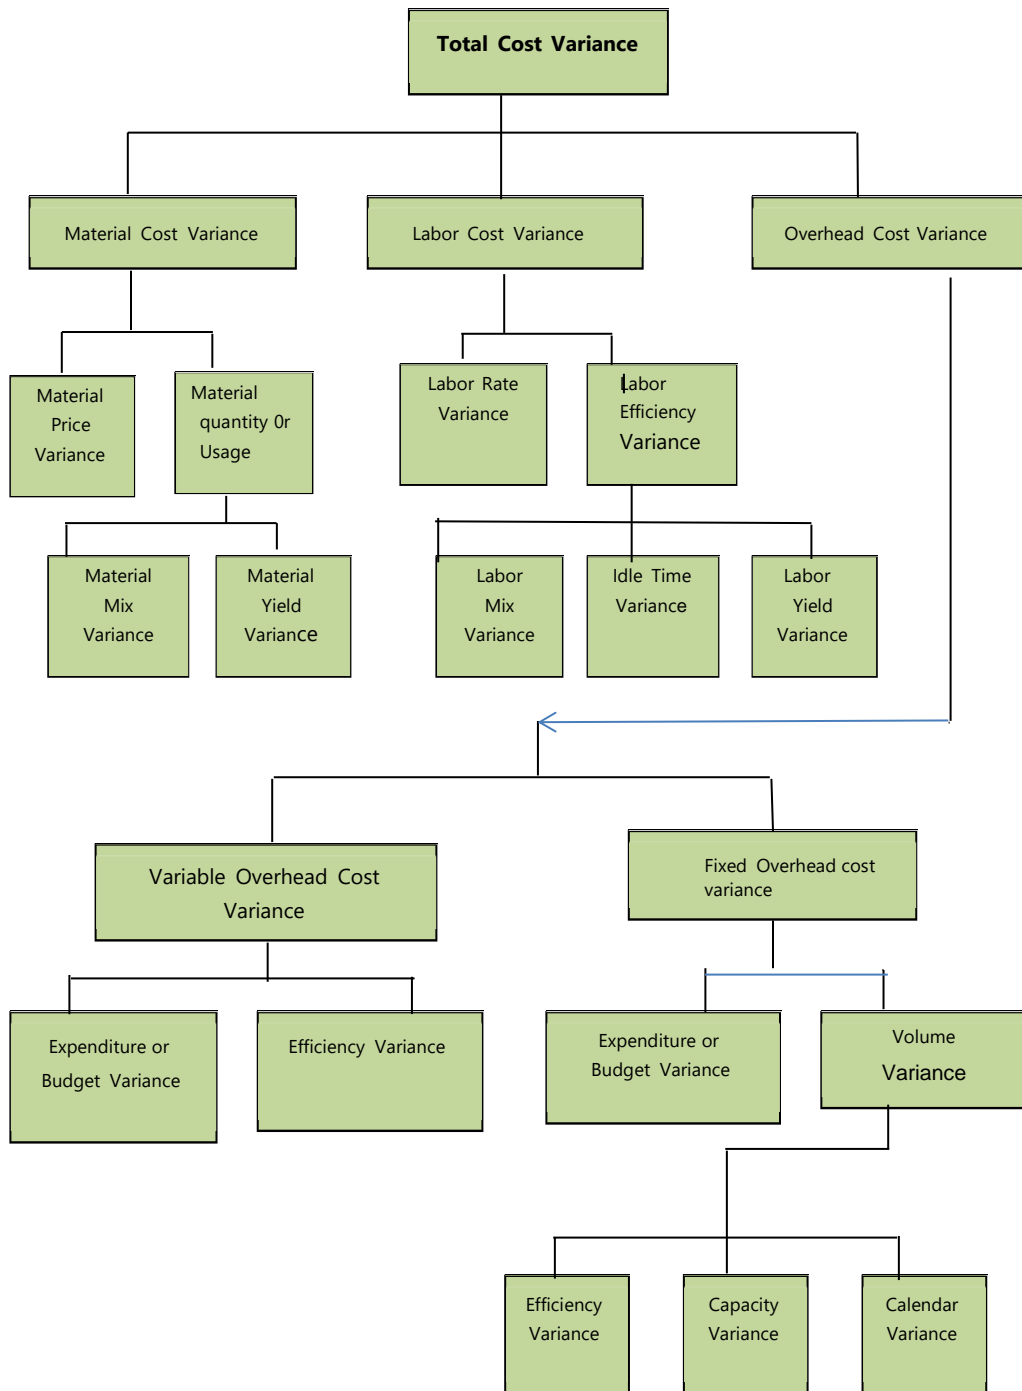 Total Cost Variance
Material Cost Variance
Labor Cost Variance
Overhead Cost Variance
Material
Price
Variance
Material
quantity 0r
Usage
Labor Rate
Variance
Labor
Efficiency
Variance
Material
Mix
Variance
Material
Yield
Variance
Labor
Mix
Variance
Idle Time
Variance
Labor
Yield
Variance
Variable Overhead Cost
Variance
Fixed Overhead cost
variance
Expenditure or
Budget Variance
Efficiency Variance
Expenditure or
Budget Variance
Volume
Variance
Efficiency
Variance
Capacity
Variance
Calendar
Variance